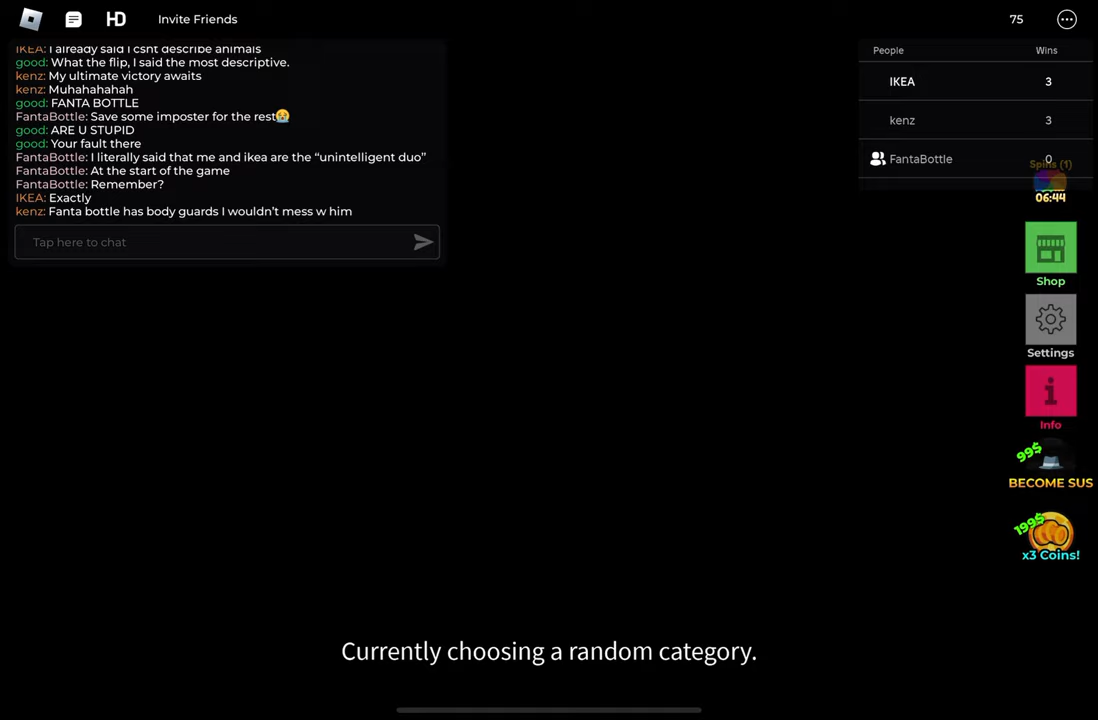 HD Invite Friends 75
IKEA: I already said I csnt describe animals
good: What the flip, I said the most descriptive.
kenz: My ultimate victory awaits
kenz: Muhahahahah
good: FANTA BOTTLE
FantaBottle: Save some imposter for the rest😭
good: ARE U STUPID
good: Your fault there
FantaBottle: I literally said that me and ikea are the “unintelligent duo”
FantaBottle: At the start of the game
FantaBottle: Remember?
IKEA: Exactly
kenz: Fanta bottle has body guards I wouldn’t mess w him
Tap here to chat
People Wins
IKEA 3
kenz 3
FantaBottle 0
Spins (1)
06:44
Shop
Settings
Info
99$
BECOME SUS
199$
x3 Coins!
Currently choosing a random category.